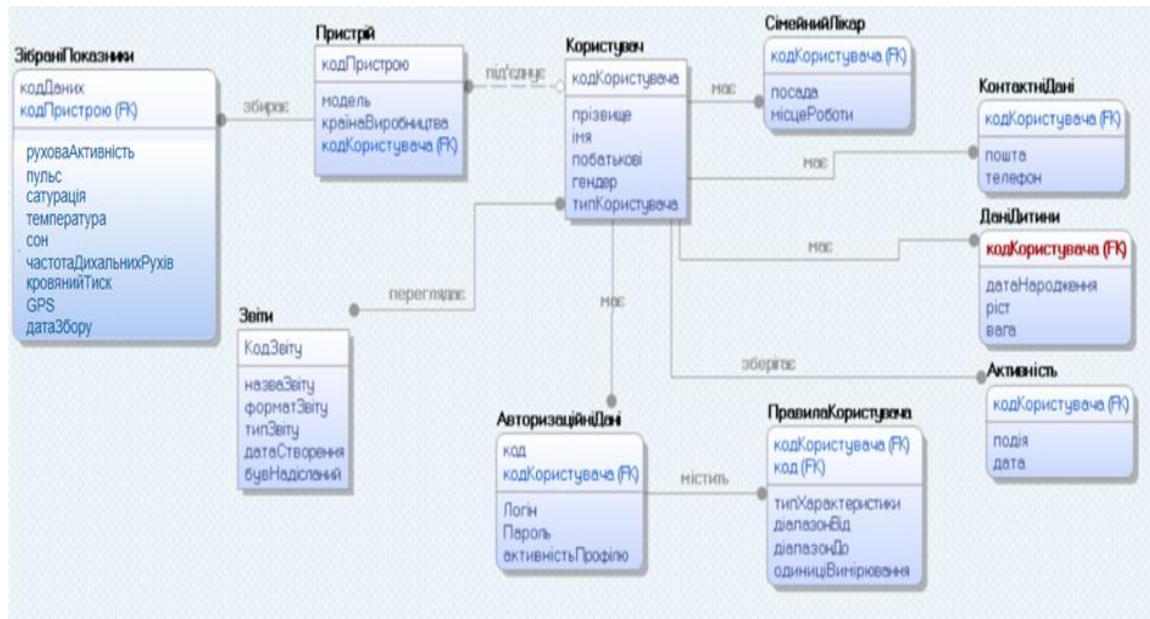 ЗібраніПоказники
кодДаних
кодПристрою (FK)
руховаАктивність
пульс
сатурація
температура
сон
частотаДихальнихРухів
кровянийТиск
GPS
датаЗбору
збирає
Пристрій
кодПристрою
модель
країнаВиробництва
кодКористувача (FK)
під'єднує
Користувач
кодКористувача
прізвище
імя
побатькові
гендер
типКористувача
має
СімейнийЛікар
кодКористувача (FK)
посада
місцеРоботи
має
КонтактніДані
кодКористувача (FK)
пошта
телефон
має
ДаніДитини
кодКористувача (FK)
датаНародження
ріст
вага
переглядає
Звіти
КодЗвіту
назваЗвіту
форматЗвіту
типЗвіту
датаСтворення
бувНадісланий
має
АвторизаційніДані
код
кодКористувача (FK)
Логін
Пароль
активністьПрофілю
містить
ПравилаКористувача
кодКористувача (FK)
код (FK)
типХарактеристики
діапазонВід
діапазонДо
одиниціВимірювання
зберігає
Активність
кодКористувача (FK)
подія
дата